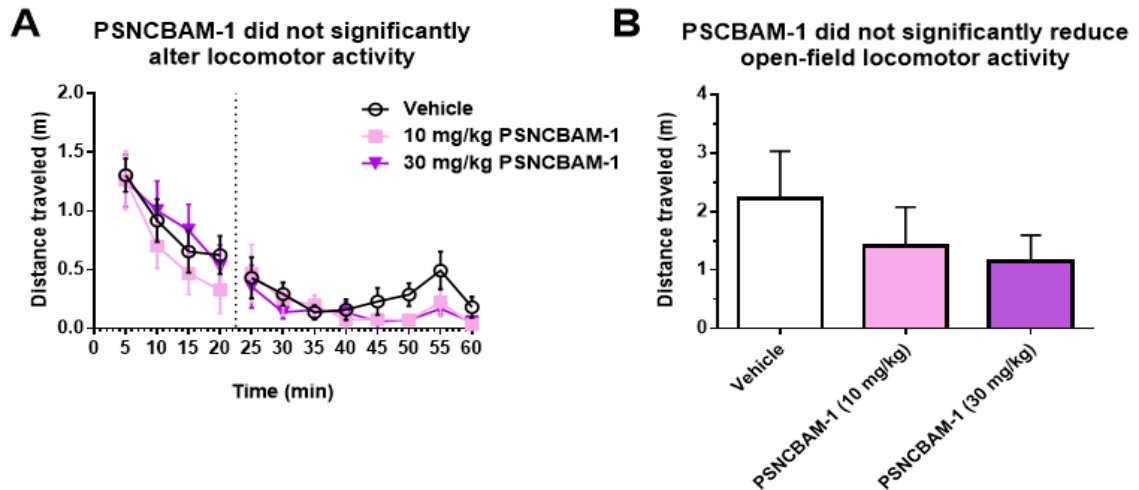 A
PSNCBAM-1 did not significantly
alter locomotor activity
Distance traveled (m)
2.0
1.5
1.0
0.5
0.0
0 5 10 15 20 25 30 35 40 45 50 55 60
Time (min)
Vehicle
10 mg/kg PSNCBAM-1
30 mg/kg PSNCBAM-1
B
PSCBAM-1 did not significantly reduce
open-field locomotor activity
Distance traveled (m)
4
3
2
1
0
Vehicle
PSNCBAM-1 (10 mg/kg)
PSNCBAM-1 (30 mg/kg)